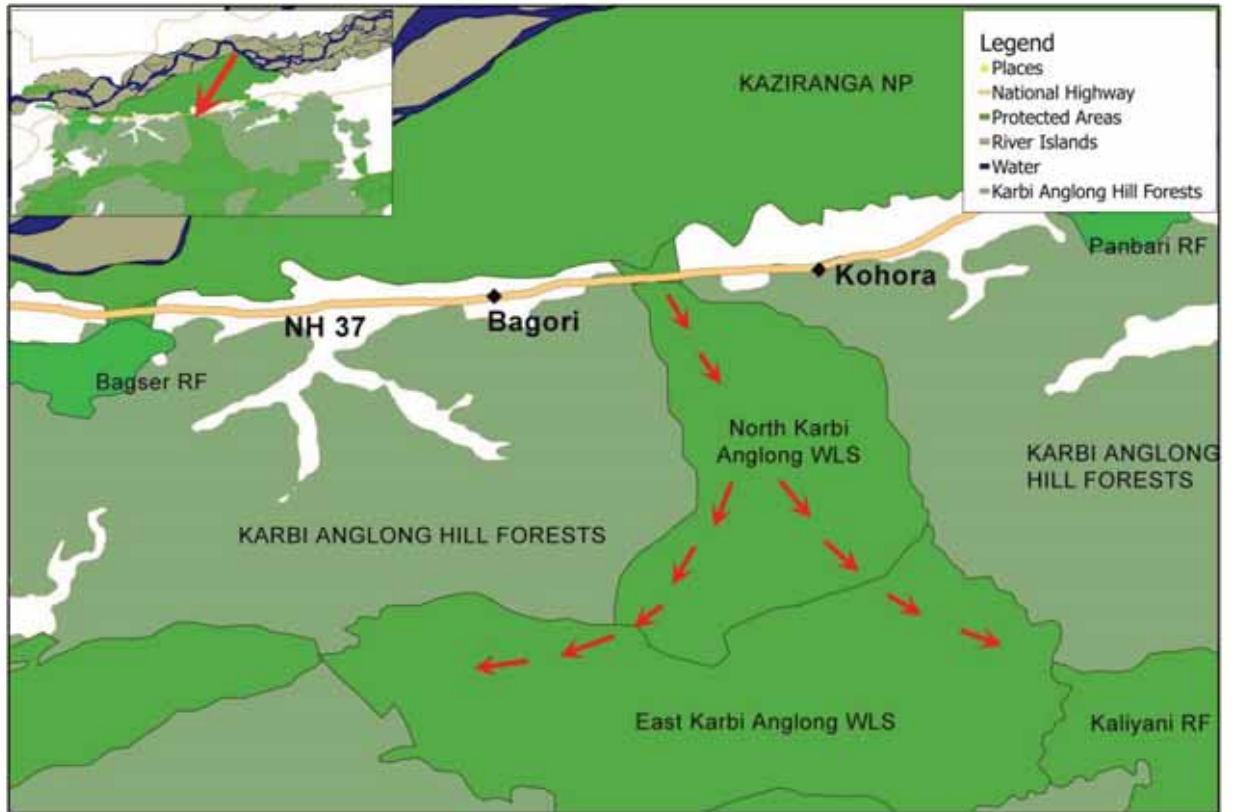 KAZIRANGA NP
Legend
Places
National Highway
Protected Areas
River Islands
Water
Karbi Anglong Hill Forests
Panbari RF
Kohora
Bagori
NH 37
Bagser RF
North Karbi
Anglong WLS
KARBI ANGLONG
HILL FORESTS
KARBI ANGLONG HILL FORESTS
East Karbi Anglong WLS
Kaliyani RF